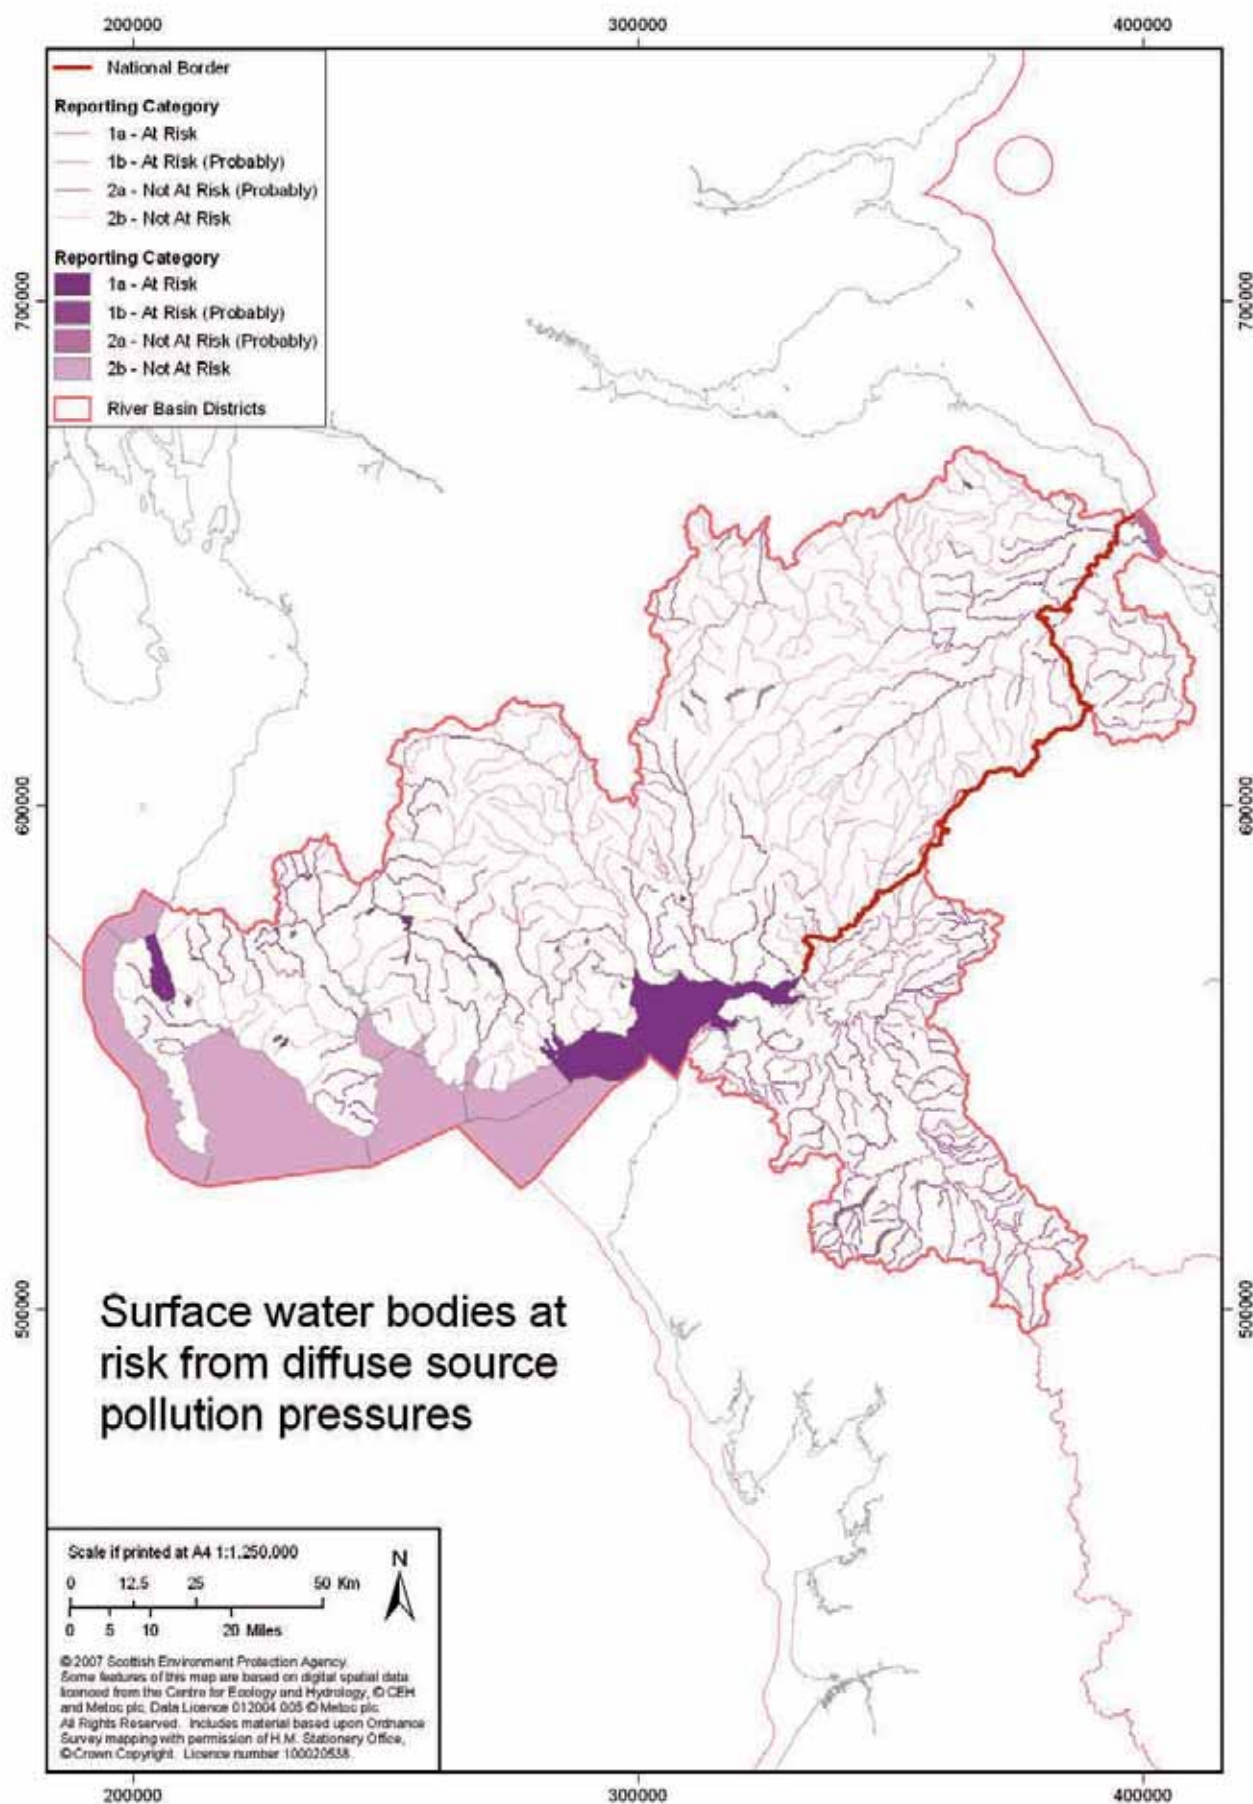 200000 300000 400000
National Border
Reporting Category
1a - At Risk
1b - At Risk (Probably)
2a - Not At Risk (Probably)
2b - Not At Risk
Reporting Category
1a - At Risk
1b - At Risk (Probably)
2a - Not At Risk (Probably)
2b - Not At Risk
River Basin Districts
700000 700000
600000 600000
500000 500000
Surface water bodies at
risk from diffuse source
pollution pressures
Scale if printed at A4 1:1,250,000
N
0 12.5 25 50 Km
0 5 10 20 Miles
©2007 Scottish Environment Protection Agency.
Some features of this map are based on digital spatial data
licenced from the Centre for Ecology and Hydrology, © CEH
and Metoc plc, Data Licence 012004.005 © Metoc plc.
All Rights Reserved. Includes material based upon Ordnance
Survey mapping with permission of H.M. Stationery Office,
©Crown Copyright. Licence number 100020538.
200000 300000 400000